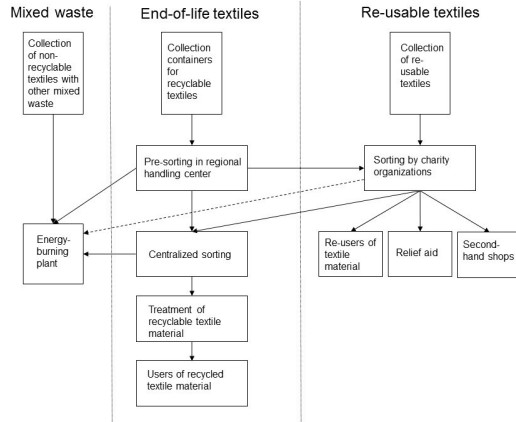 Mixed waste
End-of-life textiles
Re-usable textiles
Collection
of non-
recyclable
textiles with
other mixed
waste
Collection
containers
for
recyclable
textiles
Collection
of re-
usable
textiles
Pre-sorting in regional
handling center
Sorting by charity
organizations
Energy-
burning
plant
Centralized sorting
Re-users of
textile
material
Relief aid
Second-
hand shops
Treatment of
recyclable textile
material
Users of recycled
textile material